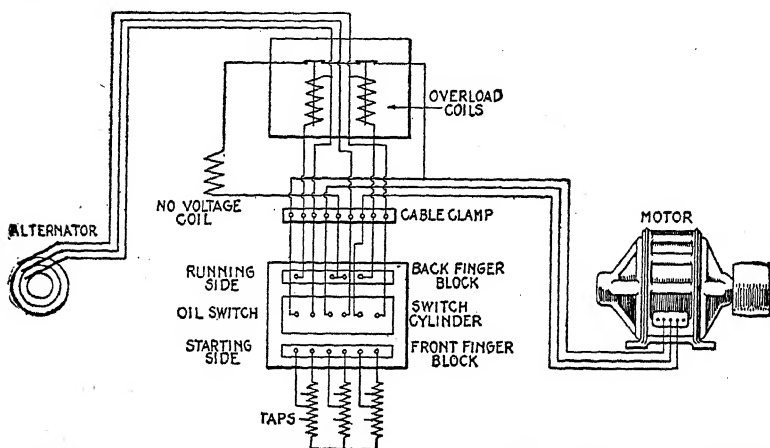 OVERLOAD
COILS
NO VOLTAGE
COIL
CABLE CLAMP
ALTERNATOR
MOTOR
RUNNING
SIDE
BACK FINGER
BLOCK
OIL SWITCH
SWITCH
CYLINDER
STARTING
SIDE
FRONT FINGER
BLOCK
TAPS